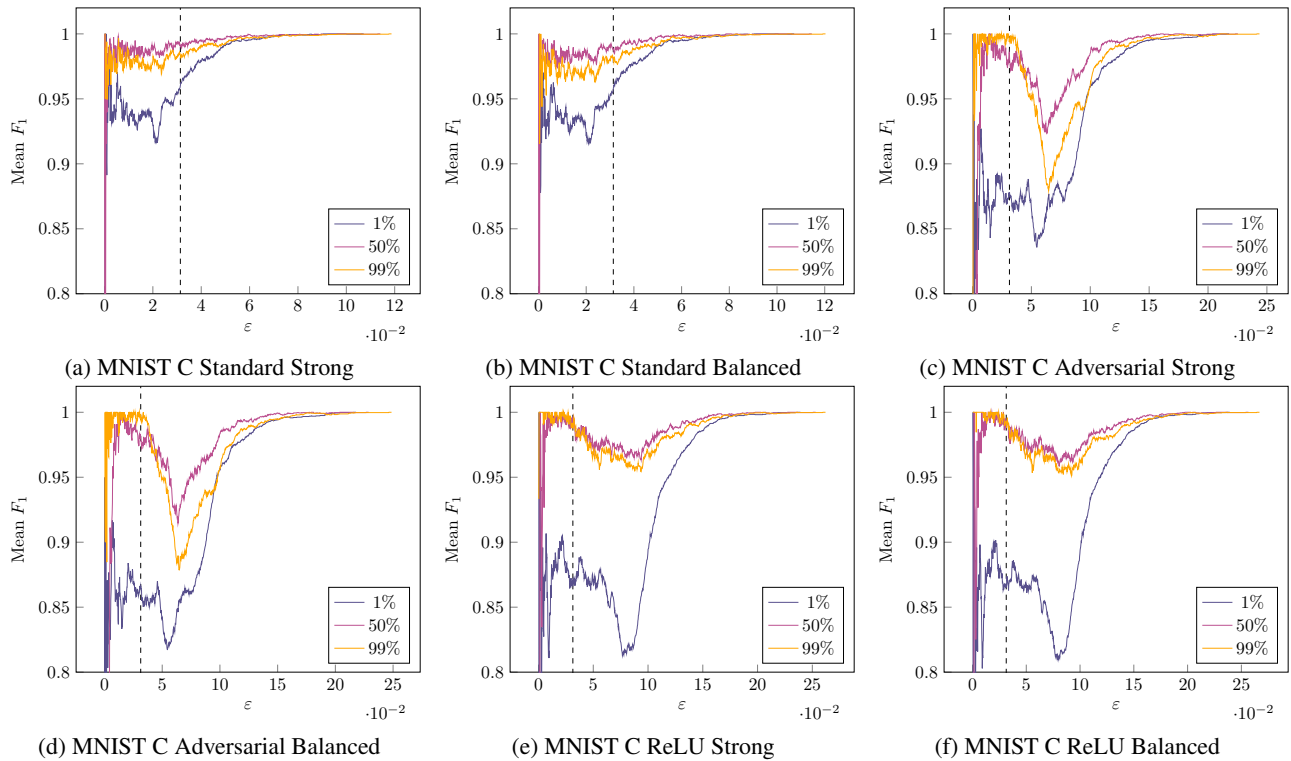 1
0.95
0.9
0.85
0.8
Mean F₁
0 2 4 6 8 10 12
ε
·10⁻²
1%
50%
99%
(a) MNIST C Standard Strong
1
0.95
0.9
0.85
0.8
Mean F₁
0 2 4 6 8 10 12
ε
·10⁻²
1%
50%
99%
(b) MNIST C Standard Balanced
1
0.95
0.9
0.85
0.8
Mean F₁
0 5 10 15 20 25
ε
·10⁻²
1%
50%
99%
(c) MNIST C Adversarial Strong
1
0.95
0.9
0.85
0.8
Mean F₁
0 5 10 15 20 25
ε
·10⁻²
1%
50%
99%
(d) MNIST C Adversarial Balanced
1
0.95
0.9
0.85
0.8
Mean F₁
0 5 10 15 20 25
ε
·10⁻²
1%
50%
99%
(e) MNIST C ReLU Strong
1
0.95
0.9
0.85
0.8
Mean F₁
0 5 10 15 20 25
ε
·10⁻²
1%
50%
99%
(f) MNIST C ReLU Balanced